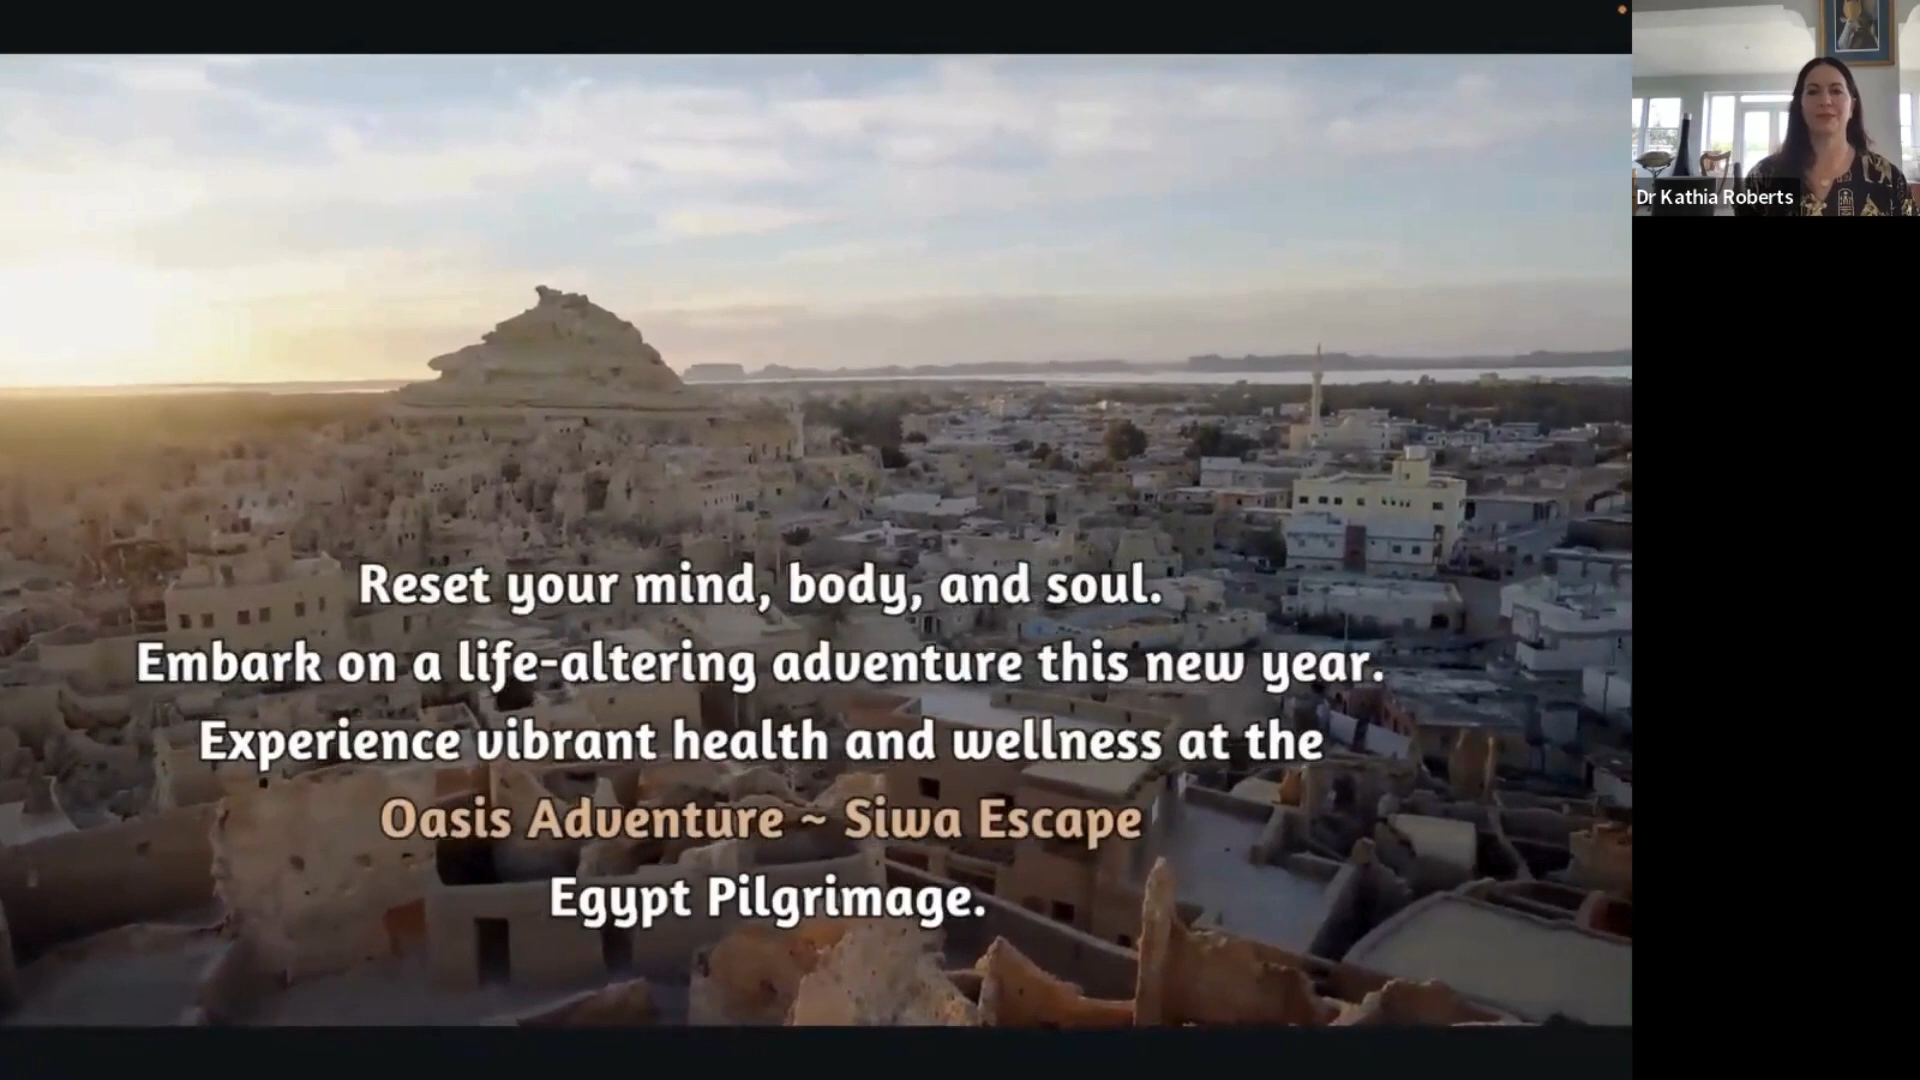 Reset your mind, body, and soul.
Embark on a life-altering adventure this new year.
Experience vibrant health and wellness at the
Oasis Adventure ~ Siwa Escape
Egypt Pilgrimage.
Dr Kathia Roberts